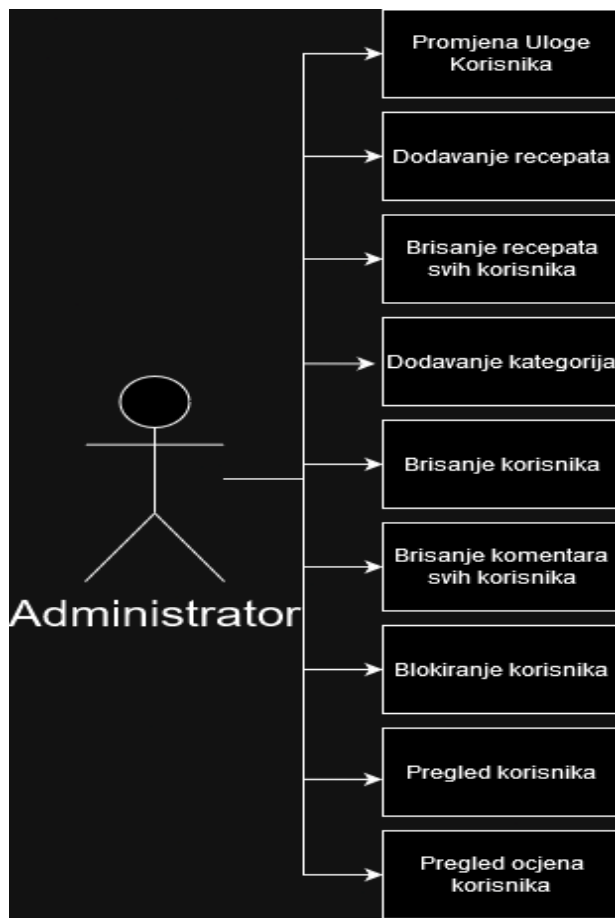 Promjena Uloge
Korisnika
Dodavanje recepata
Brisanje recepata
svih korisnika
Dodavanje kategorija
Brisanje korisnika
Brisanje komentara
svih korisnika
Administrator
Blokiranje korisnika
Pregled korisnika
Pregled ocjena
korisnika